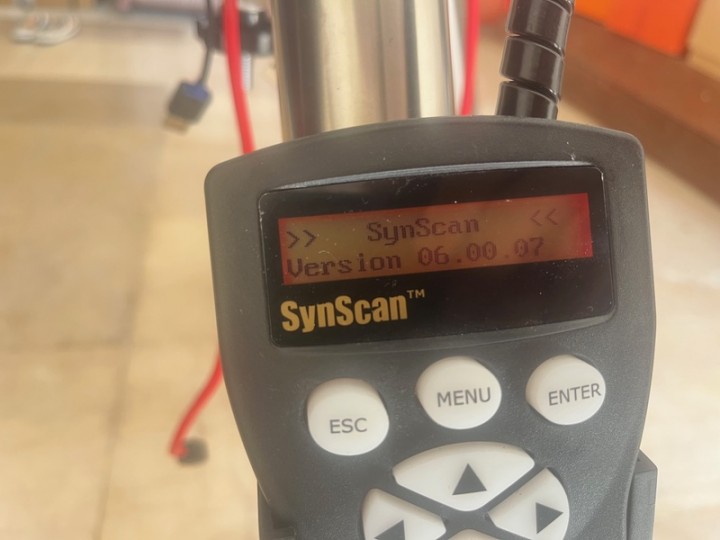 >> SynScan <<
Version 06.00.07
SynScan™
ESC MENU ENTER